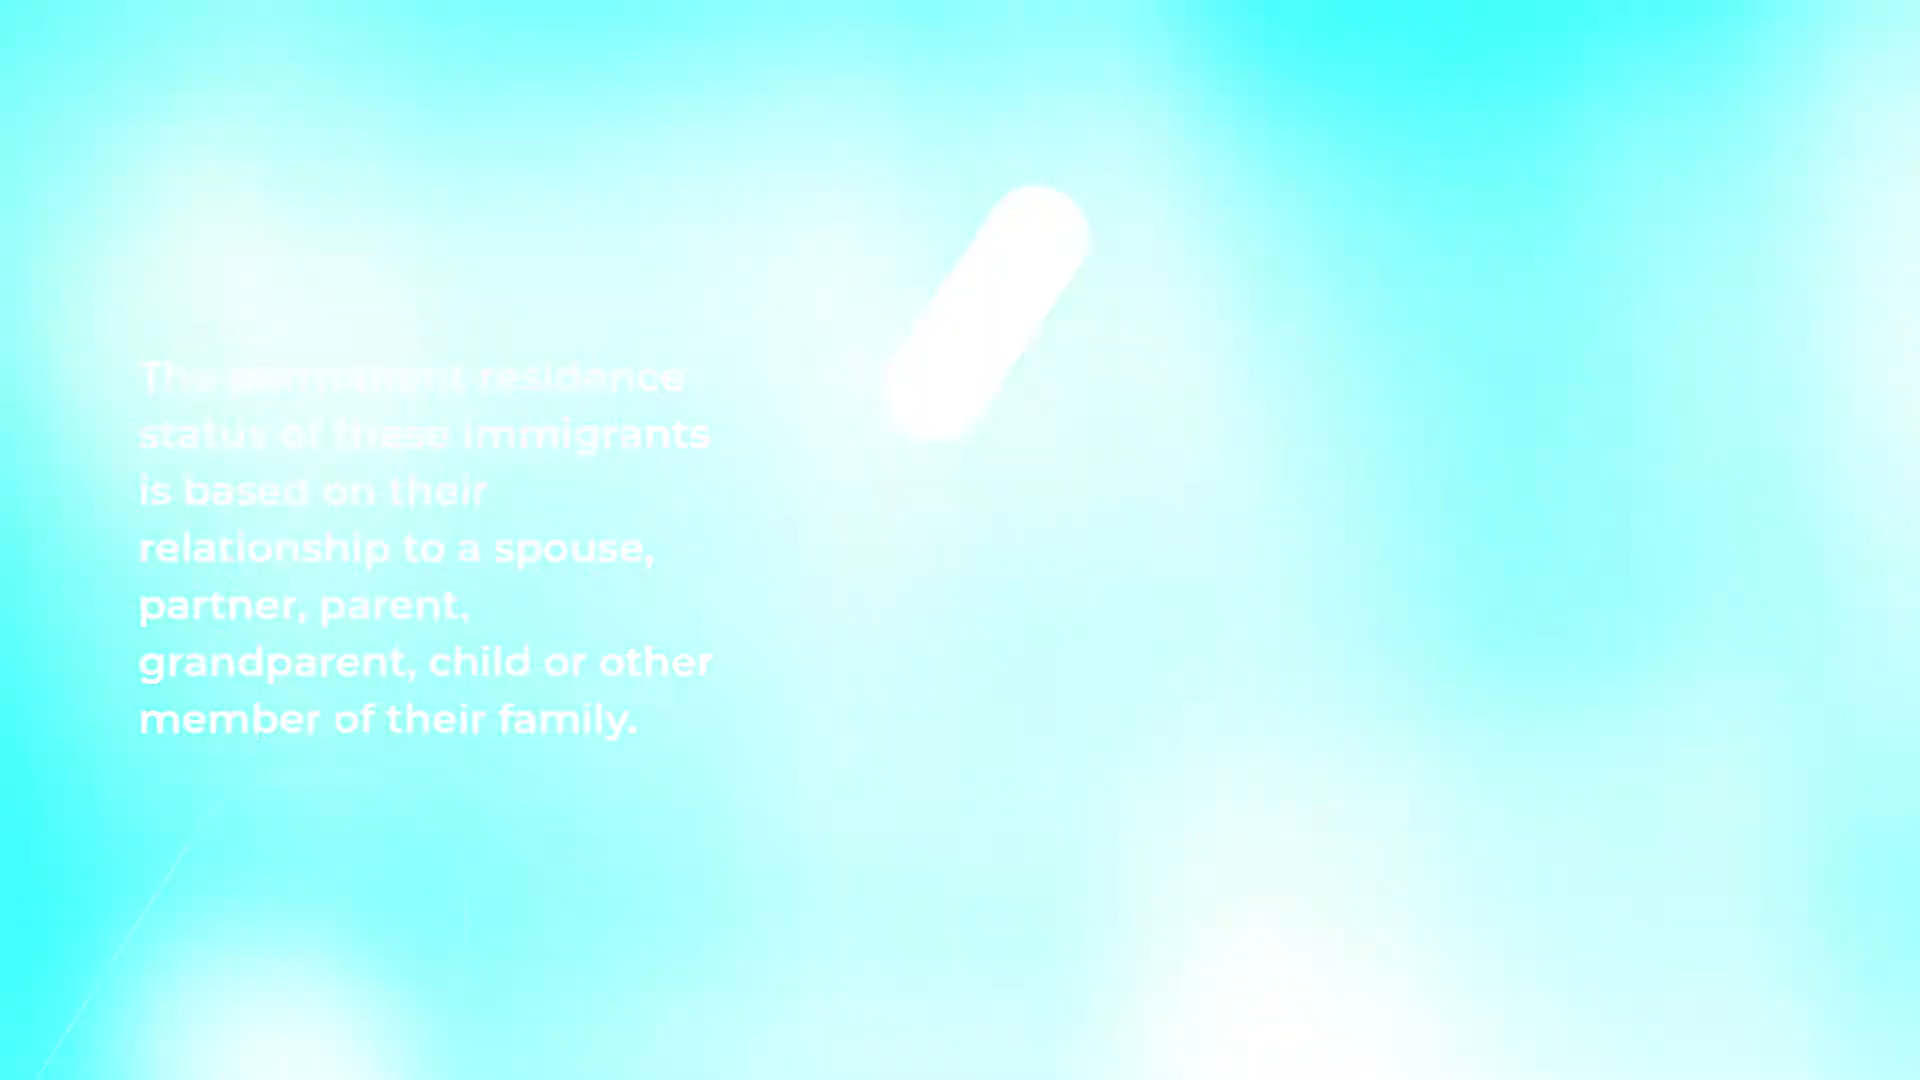 The permanent residence
status of these immigrants
is based on their
relationship to a spouse,
partner, parent,
grandparent, child or other
member of their family.